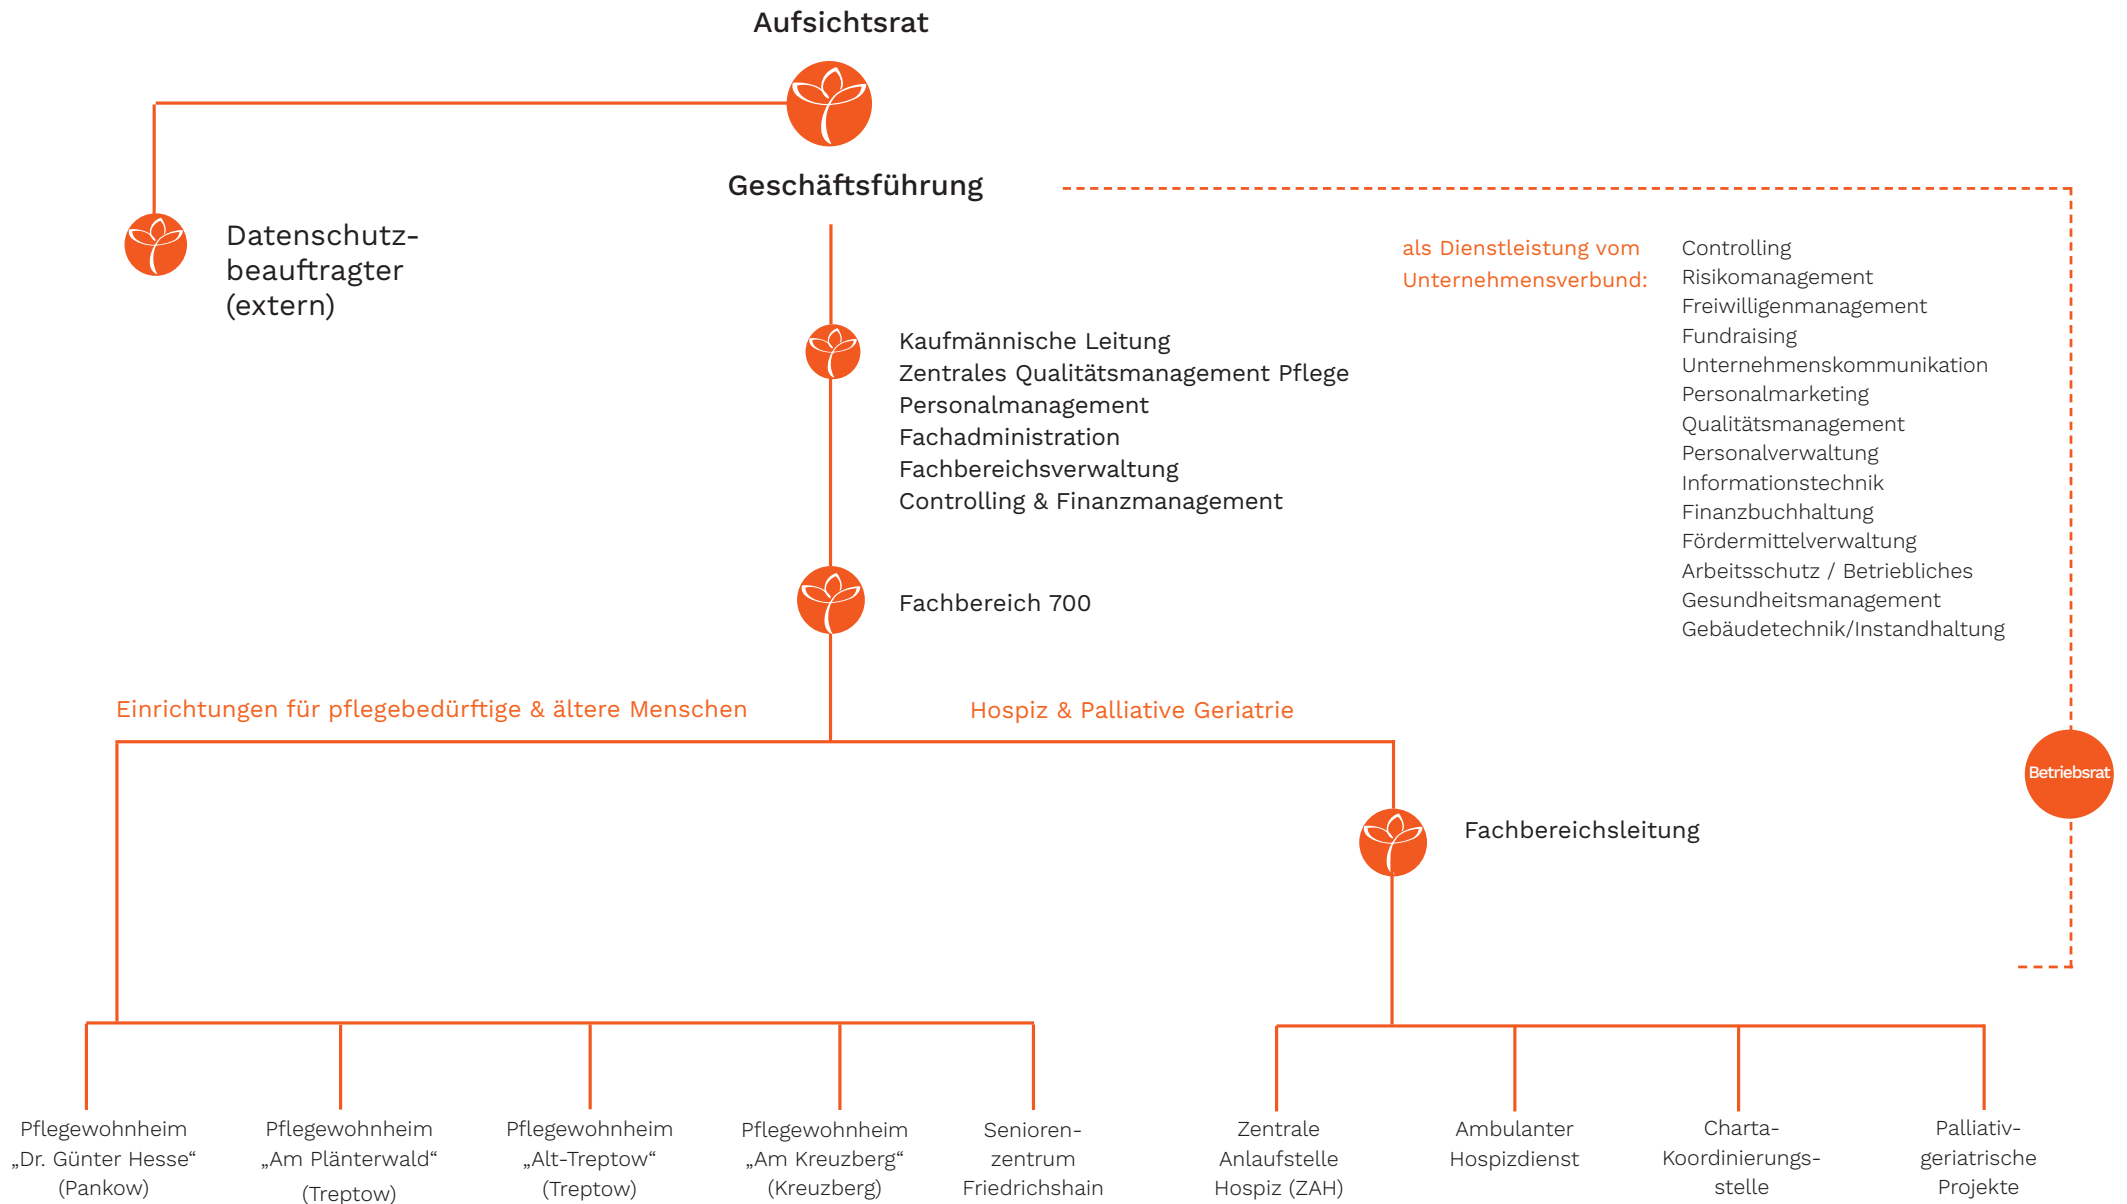 Aufsichtsrat
Geschäftsführung
Datenschutz-
beauftragter
(extern)
als Dienstleistung vom
Unternehmensverbund:
Controlling
Risikomanagement
Freiwilligenmanagement
Fundraising
Unternehmenskommunikation
Personalmarketing
Qualitätsmanagement
Personalverwaltung
Informationstechnik
Finanzbuchhaltung
Fördermittelverwaltung
Arbeitsschutz / Betriebliches
Gesundheitsmanagement
Gebäudetechnik/Instandhaltung
Kaufmännische Leitung
Zentrales Qualitätsmanagement Pflege
Personalmanagement
Fachadministration
Fachbereichsverwaltung
Controlling & Finanzmanagement
Fachbereich 700
Einrichtungen für pflegebedürftige & ältere Menschen
Hospiz & Palliative Geriatrie
Betriebsrat
Fachbereichsleitung
Pflegewohnheim
„Dr. Günter Hesse“
(Pankow)
Pflegewohnheim
„Am Plänterwald“
(Treptow)
Pflegewohnheim
„Alt-Treptow“
(Treptow)
Pflegewohnheim
„Am Kreuzberg“
(Kreuzberg)
Senioren-
zentrum
Friedrichshain
Zentrale
Anlaufstelle
Hospiz (ZAH)
Ambulanter
Hospizdienst
Charta-
Koordinierungs-
stelle
Palliativ-
geriatrische
Projekte